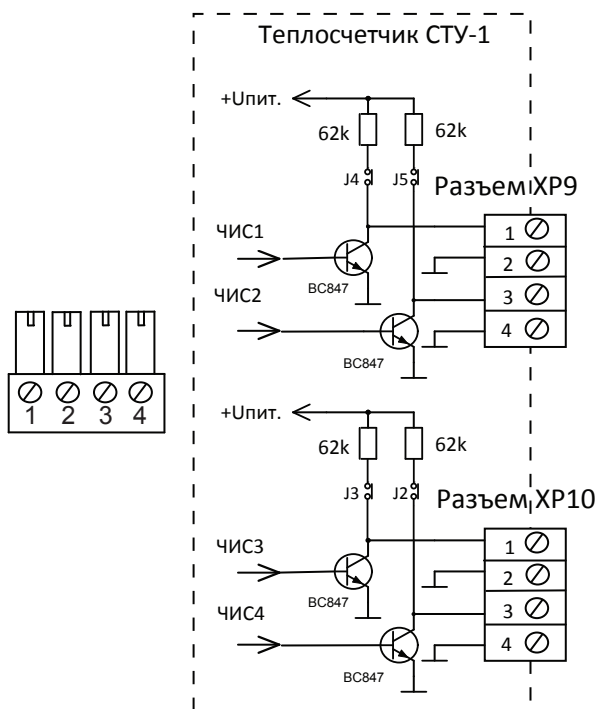 Теплосчетчик СТУ-1
+Uпит.
62k 62k
J4 J5
Разъем XP9
ЧИС1
BC847
ЧИС2
BC847
1
2
3
4
1 2 3 4
+Uпит.
62k 62k
J3 J2
Разъем XP10
ЧИС3
BC847
ЧИС4
BC847
1
2
3
4